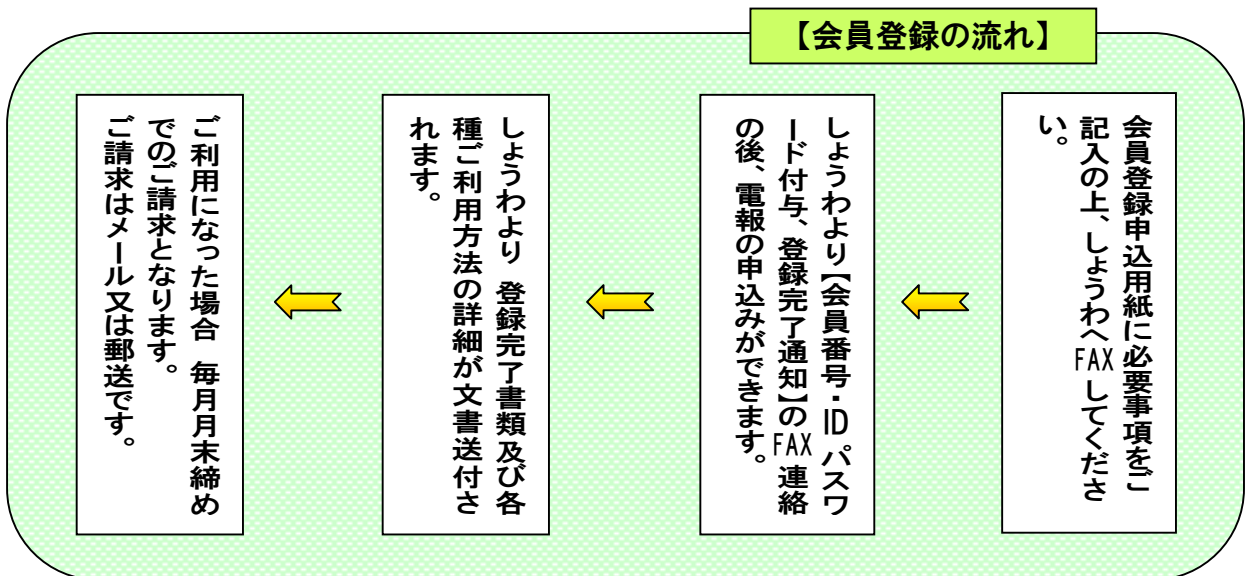 【会員登録の流れ】
会員登録申込用紙に必要事項をご
記入の上、しょうわへFAXしてくださ
い。
しょうわより【会員番号・IDパスワ
ード付与、登録完了通知】のFAX連絡
の後、電報の申込みができます。
しょうわより 登録完了書類及び各
種ご利用方法の詳細が文書送付さ
れます。
ご利用になった場合 毎月月末締め
でのご請求となります。
ご請求はメール又は郵送です。